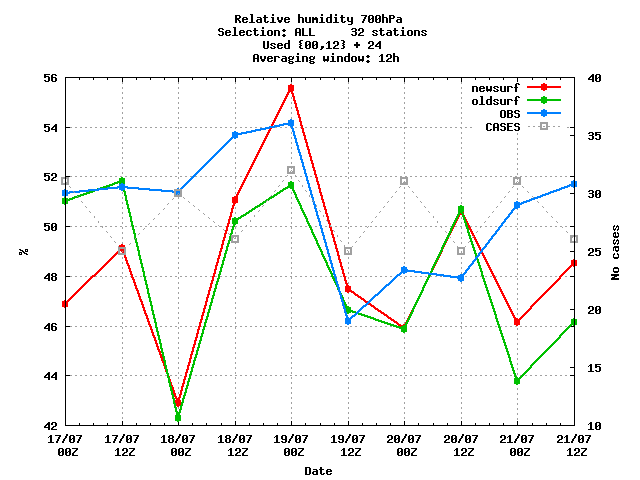 Relative humidity 700hPa
Selection: ALL     32 stations
Used {00,12} + 24
Averaging window: 12h
newsurf
oldsurf
OBS
CASES
56
54
52
50
48
46
44
42
%
40
35
30
25
20
15
10
No cases
17/07 17/07 18/07 18/07 19/07 19/07 20/07 20/07 21/07 21/07
00Z 12Z 00Z 12Z 00Z 12Z 00Z 12Z 00Z 12Z
Date